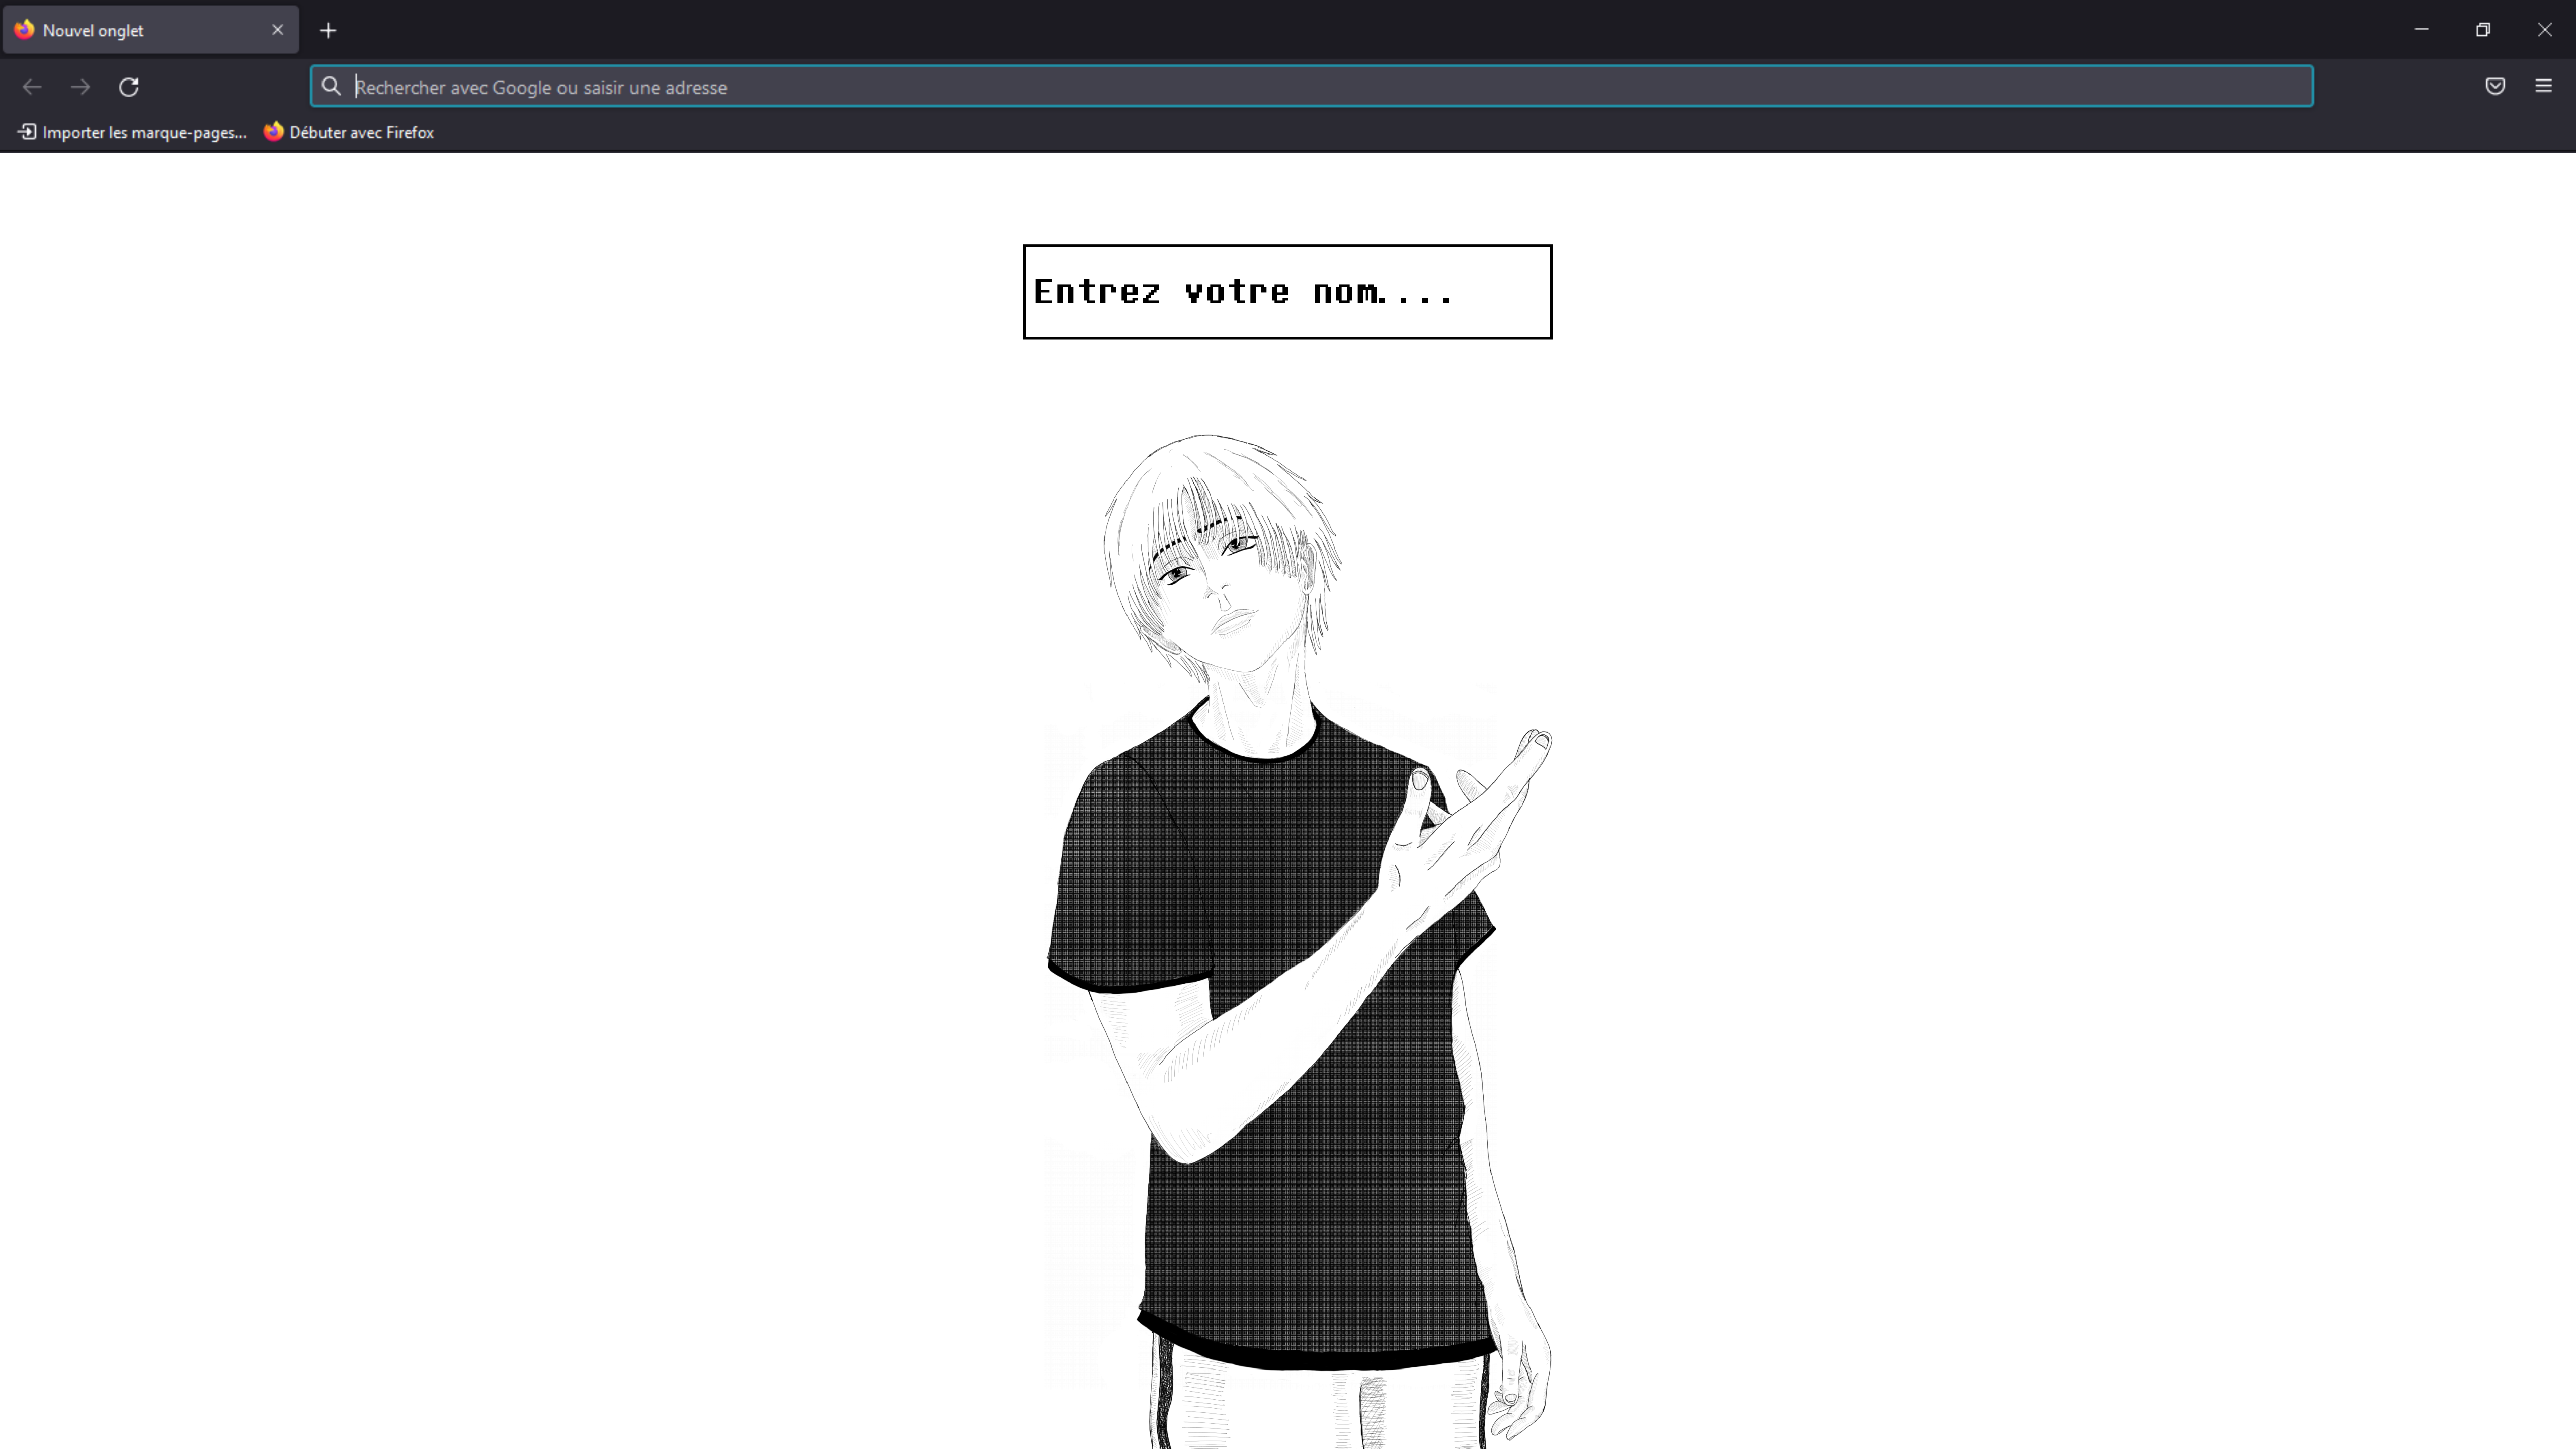 Nouvel onglet
Rechercher avec Google ou saisir une adresse
Importer les marque-pages... Débuter avec Firefox
Entrez votre nom....